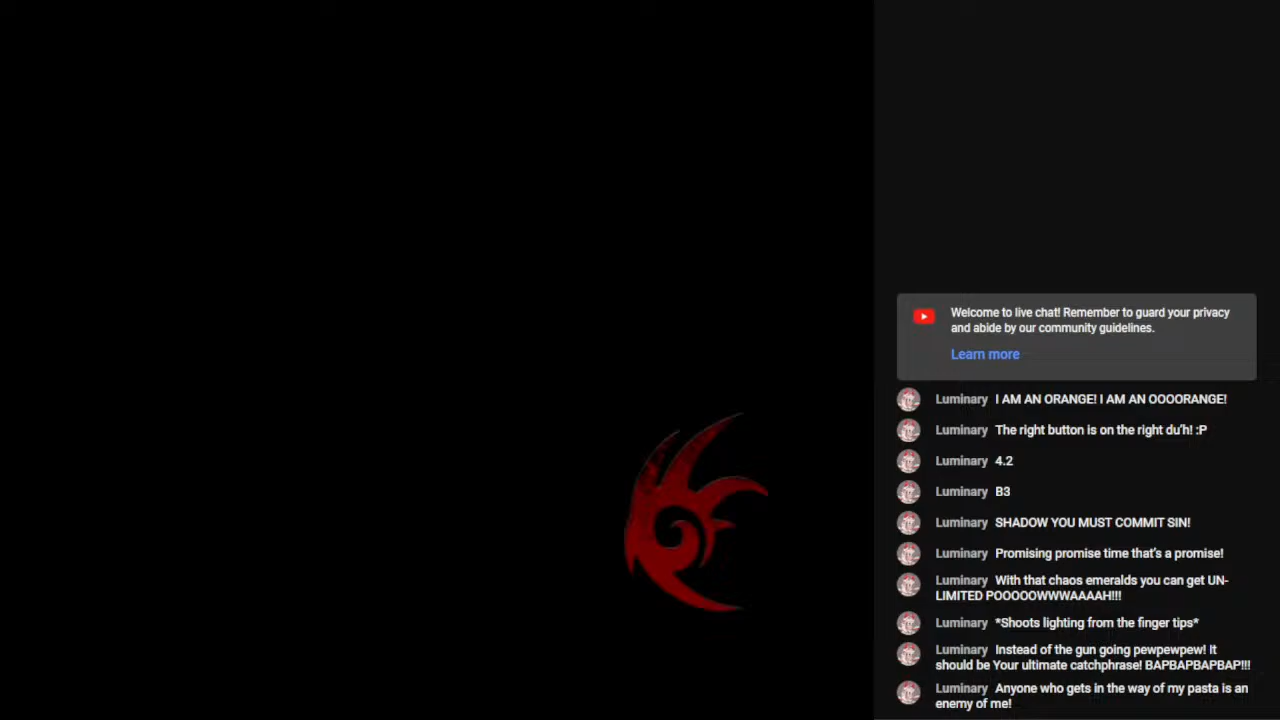 Welcome to live chat! Remember to guard your privacy
and abide by our community guidelines.
Learn more
Luminary I AM AN ORANGE! I AM AN OOOORANGE!
Luminary The right button is on the right du'h! :P
Luminary 4.2
Luminary B3
Luminary SHADOW YOU MUST COMMIT SIN!
Luminary Promising promise time that's a promise!
Luminary With that chaos emeralds you can get UN-
LIMITED POOOOOWWWAAAAH!!!
Luminary *Shoots lighting from the finger tips*
Luminary Instead of the gun going pewpewpew! It
should be Your ultimate catchphrase! BAPBAPBAPBAP!!!
Luminary Anyone who gets in the way of my pasta is an
enemy of me!